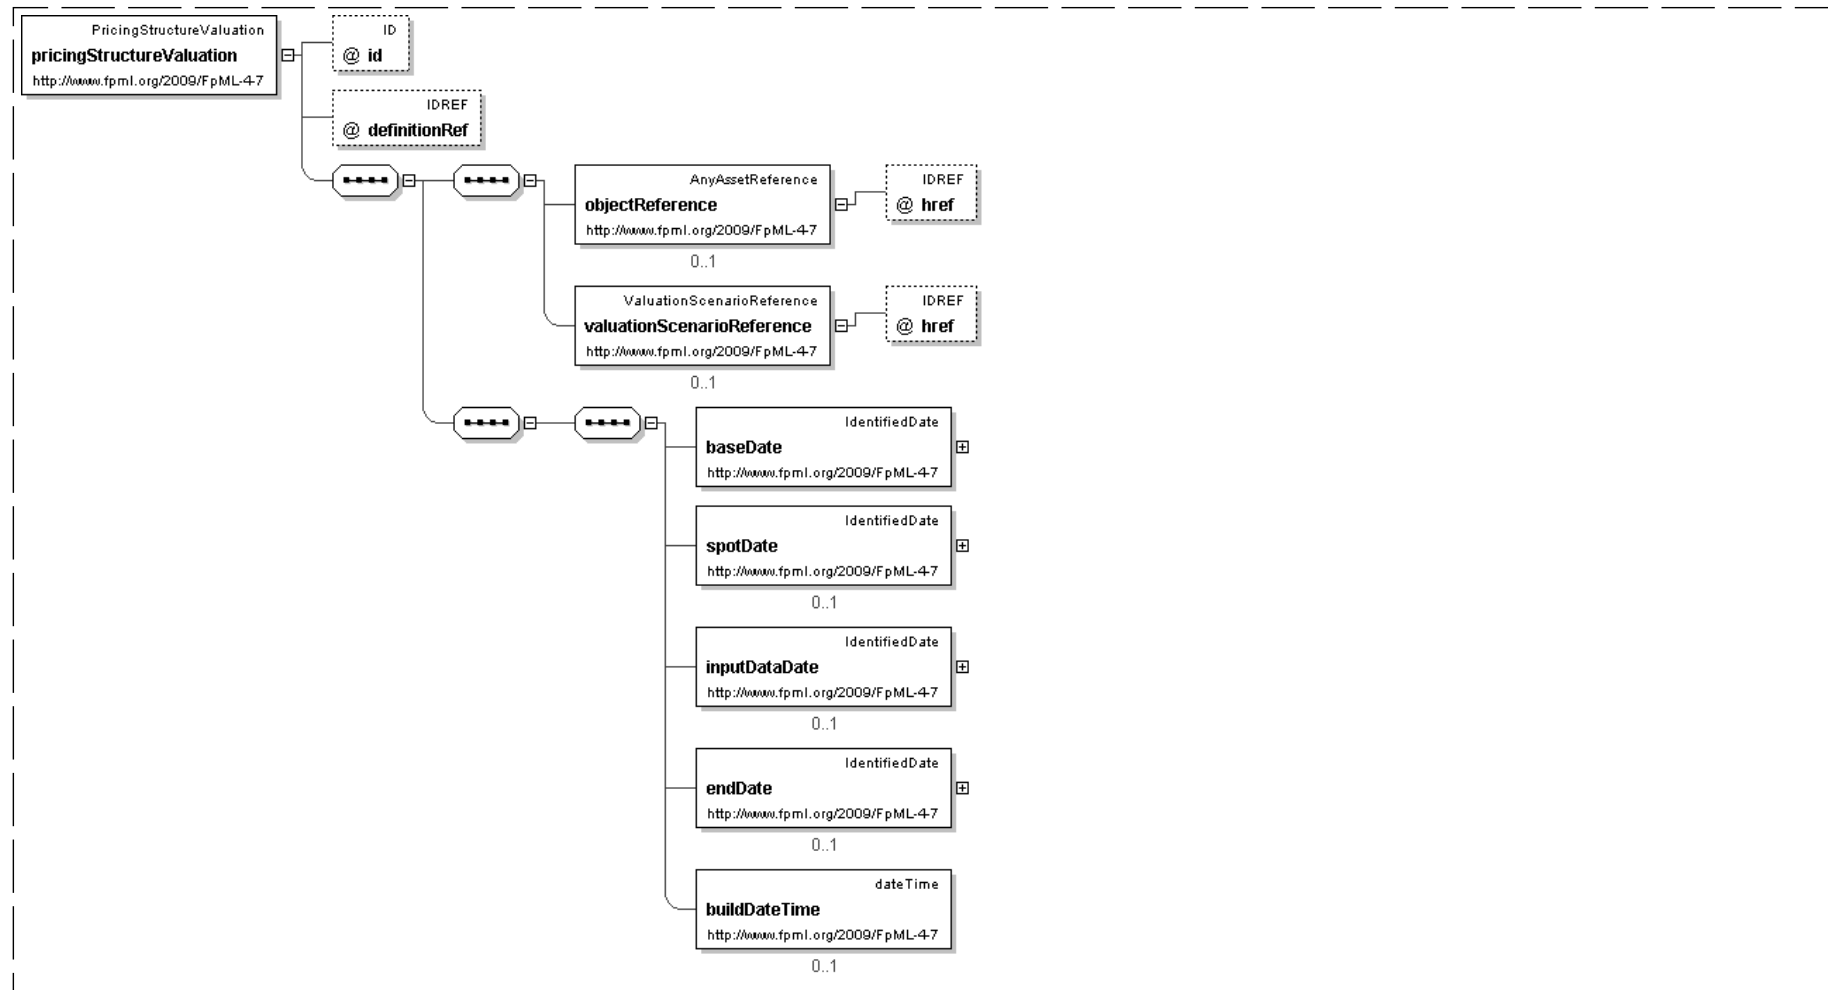 PricingStructureValuation
pricingStructureValuation
http://www.fpml.org/2009/FpML-4-7
ID
@ id
IDREF
@ definitionRef
AnyAssetReference
objectReference
http://www.fpml.org/2009/FpML-4-7
0..1
IDREF
@ href
ValuationScenarioReference
valuationScenarioReference
http://www.fpml.org/2009/FpML-4-7
0..1
IDREF
@ href
IdentifiedDate
baseDate
http://www.fpml.org/2009/FpML-4-7
IdentifiedDate
spotDate
http://www.fpml.org/2009/FpML-4-7
0..1
IdentifiedDate
inputDataDate
http://www.fpml.org/2009/FpML-4-7
0..1
IdentifiedDate
endDate
http://www.fpml.org/2009/FpML-4-7
0..1
dateTime
buildDateTime
http://www.fpml.org/2009/FpML-4-7
0..1